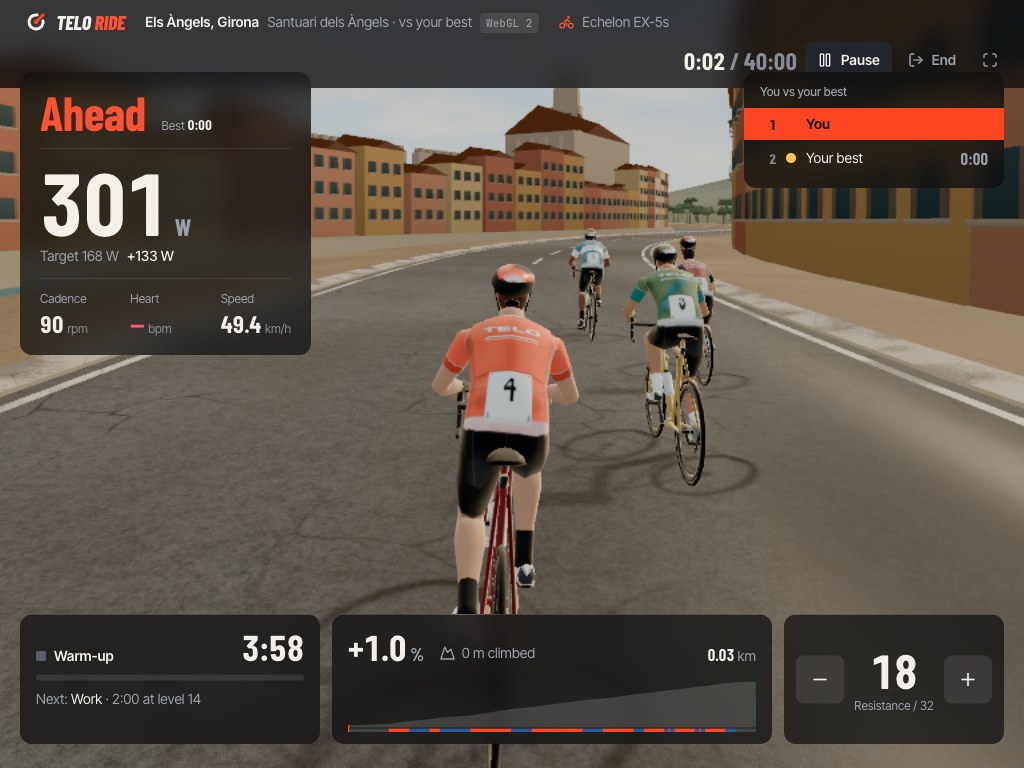 TELO RIDE
Els Àngels, Girona Santuari dels Àngels · vs your best WebGL 2 Echelon EX-5s
0:02 / 40:00 Pause End
Ahead Best 0:00
301 W
Target 168 W +133 W
Cadence Heart Speed
90 rpm — bpm 49.4 km/h
You vs your best
1 You
2 Your best 0:00
TELO
4
Warm-up 3:58
Next: Work · 2:00 at level 14
+1.0 % 0 m climbed 0.03 km
− 18 +
Resistance / 32